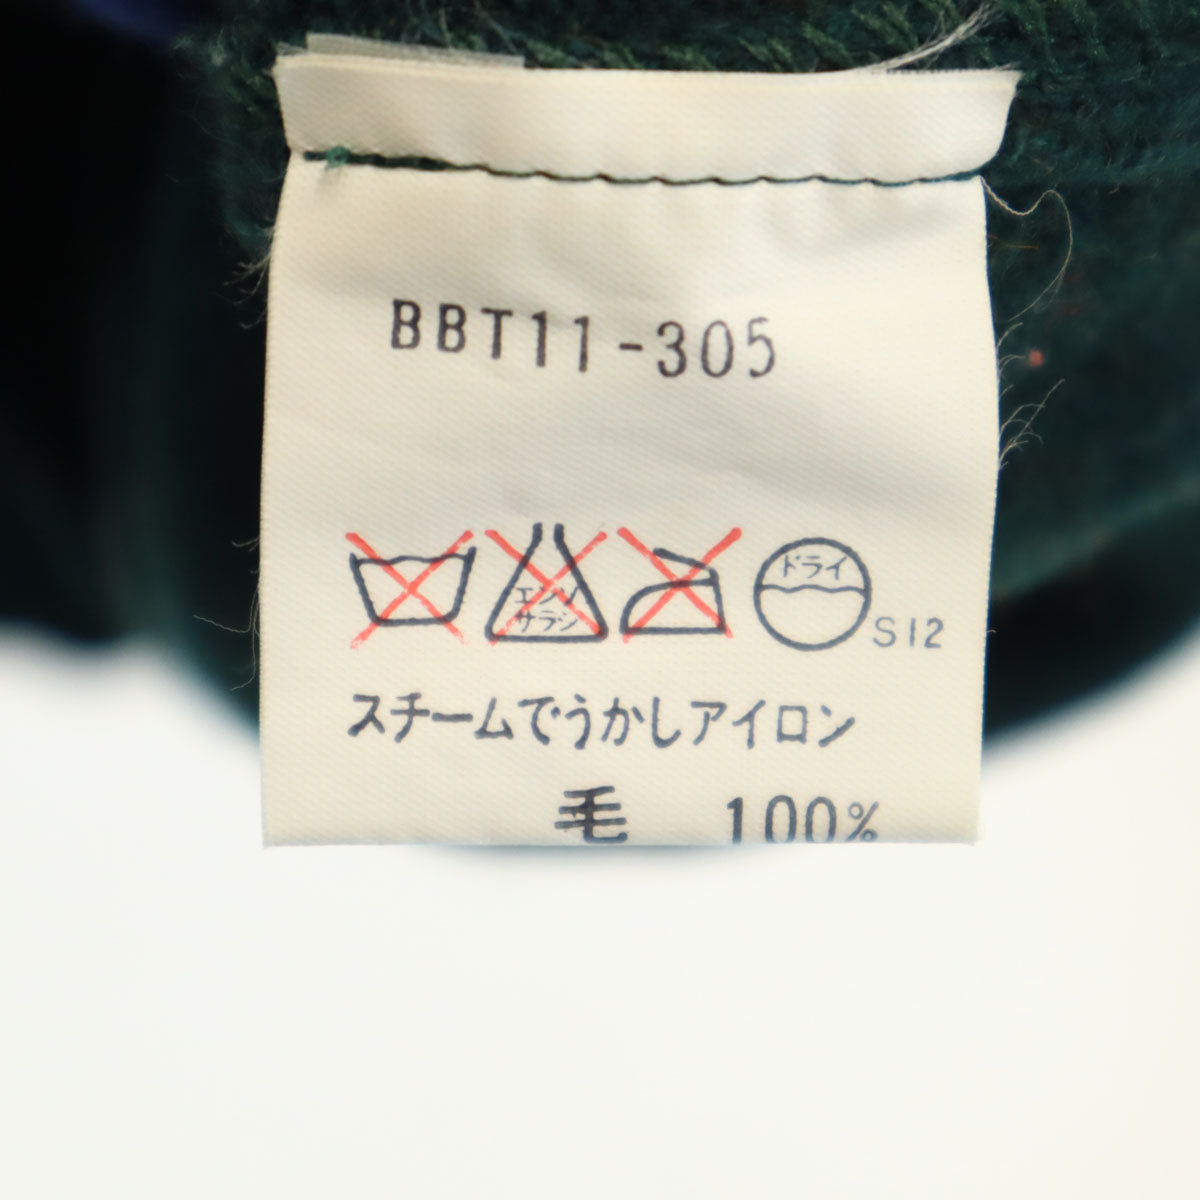 BBT11-305
エンソ
サラシ
ドライ
S12
スチームでうかしアイロン
毛 100%